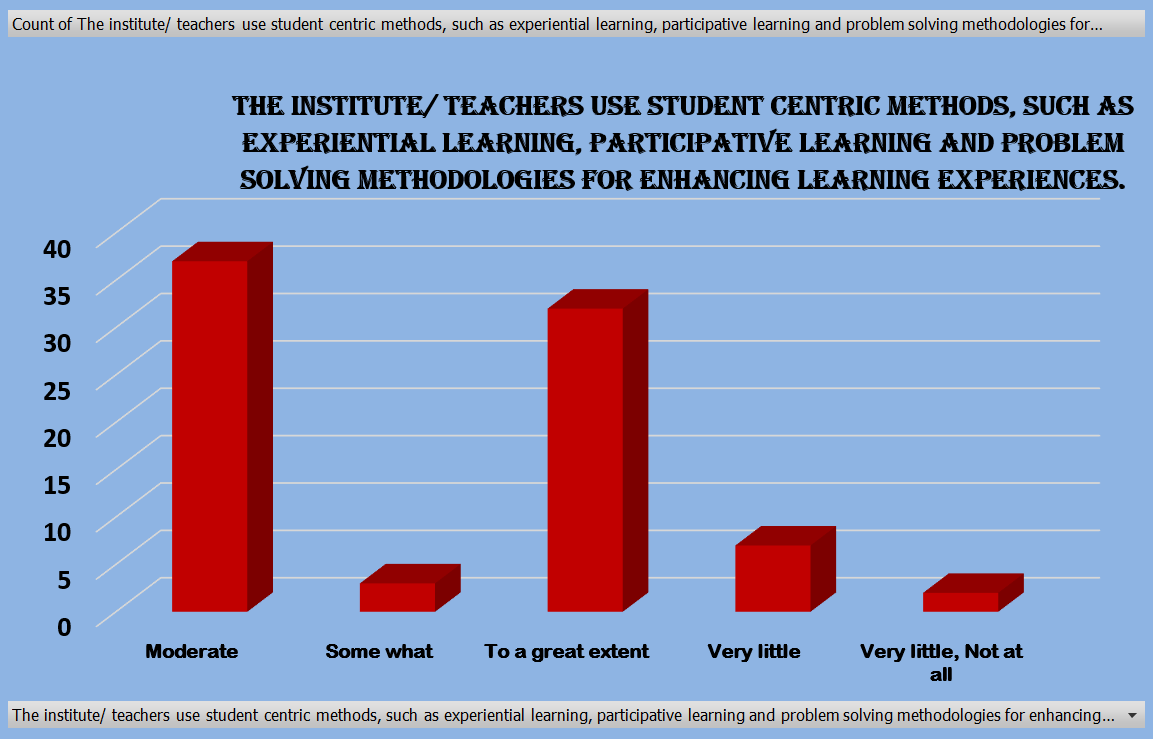 Count of The institute/ teachers use student centric methods, such as experiential learning, participative learning and problem solving methodologies for...
THE INSTITUTE/ TEACHERS USE STUDENT CENTRIC METHODS, SUCH AS
EXPERIENTIAL LEARNING, PARTICIPATIVE LEARNING AND PROBLEM
SOLVING METHODOLOGIES FOR ENHANCING LEARNING EXPERIENCES.
40
35
30
25
20
15
10
5
0
Moderate
Some what
To a great extent
Very little
Very little, Not at
all
The institute/ teachers use student centric methods, such as experiential learning, participative learning and problem solving methodologies for enhancing...